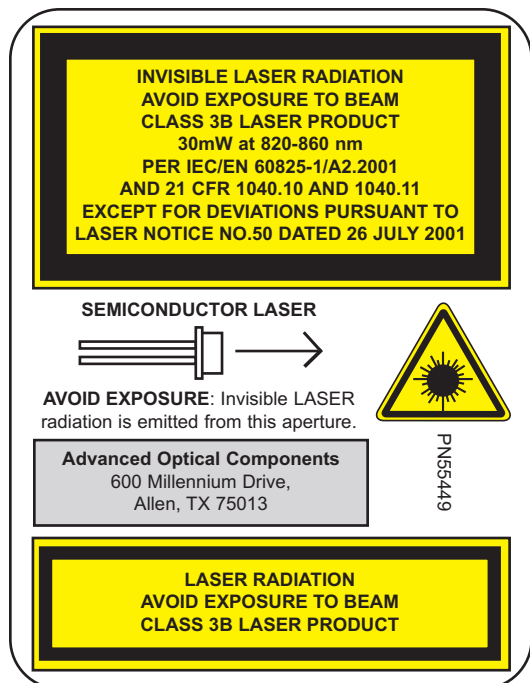 INVISIBLE LASER RADIATION
AVOID EXPOSURE TO BEAM
CLASS 3B LASER PRODUCT
30mW at 820-860 nm
PER IEC/EN 60825-1/A2.2001
AND 21 CFR 1040.10 AND 1040.11
EXCEPT FOR DEVIATIONS PURSUANT TO
LASER NOTICE NO.50 DATED 26 JULY 2001
SEMICONDUCTOR LASER
AVOID EXPOSURE: Invisible LASER
radiation is emitted from this aperture.
Advanced Optical Components
600 Millennium Drive,
Allen, TX 75013
PN55449
LASER RADIATION
AVOID EXPOSURE TO BEAM
CLASS 3B LASER PRODUCT